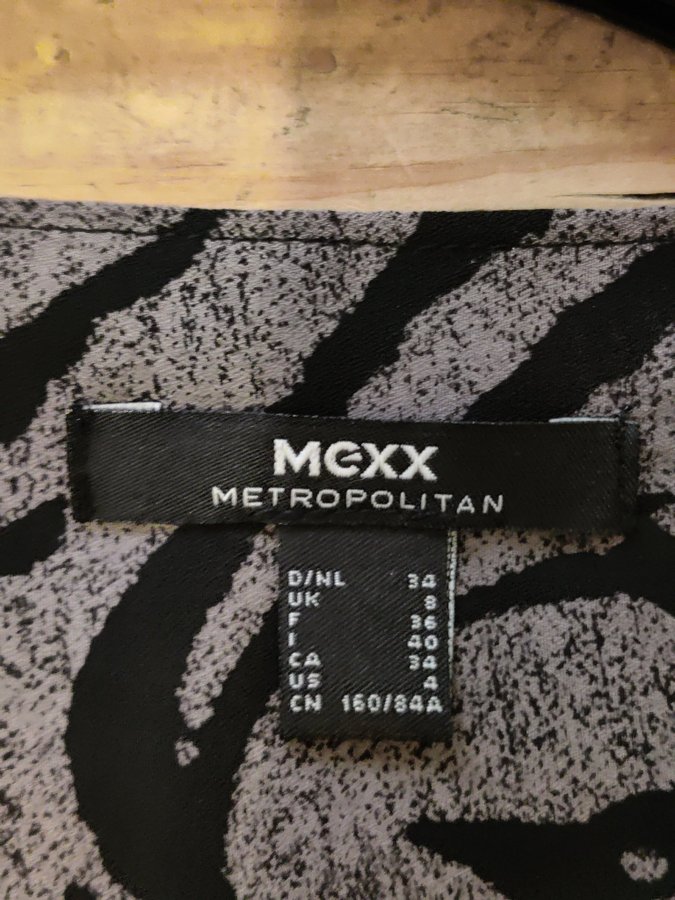 MEXX
METROPOLITAN
D/NL 34
UK 8
F 36
I 40
CA 34
US 4
CN 160/84A